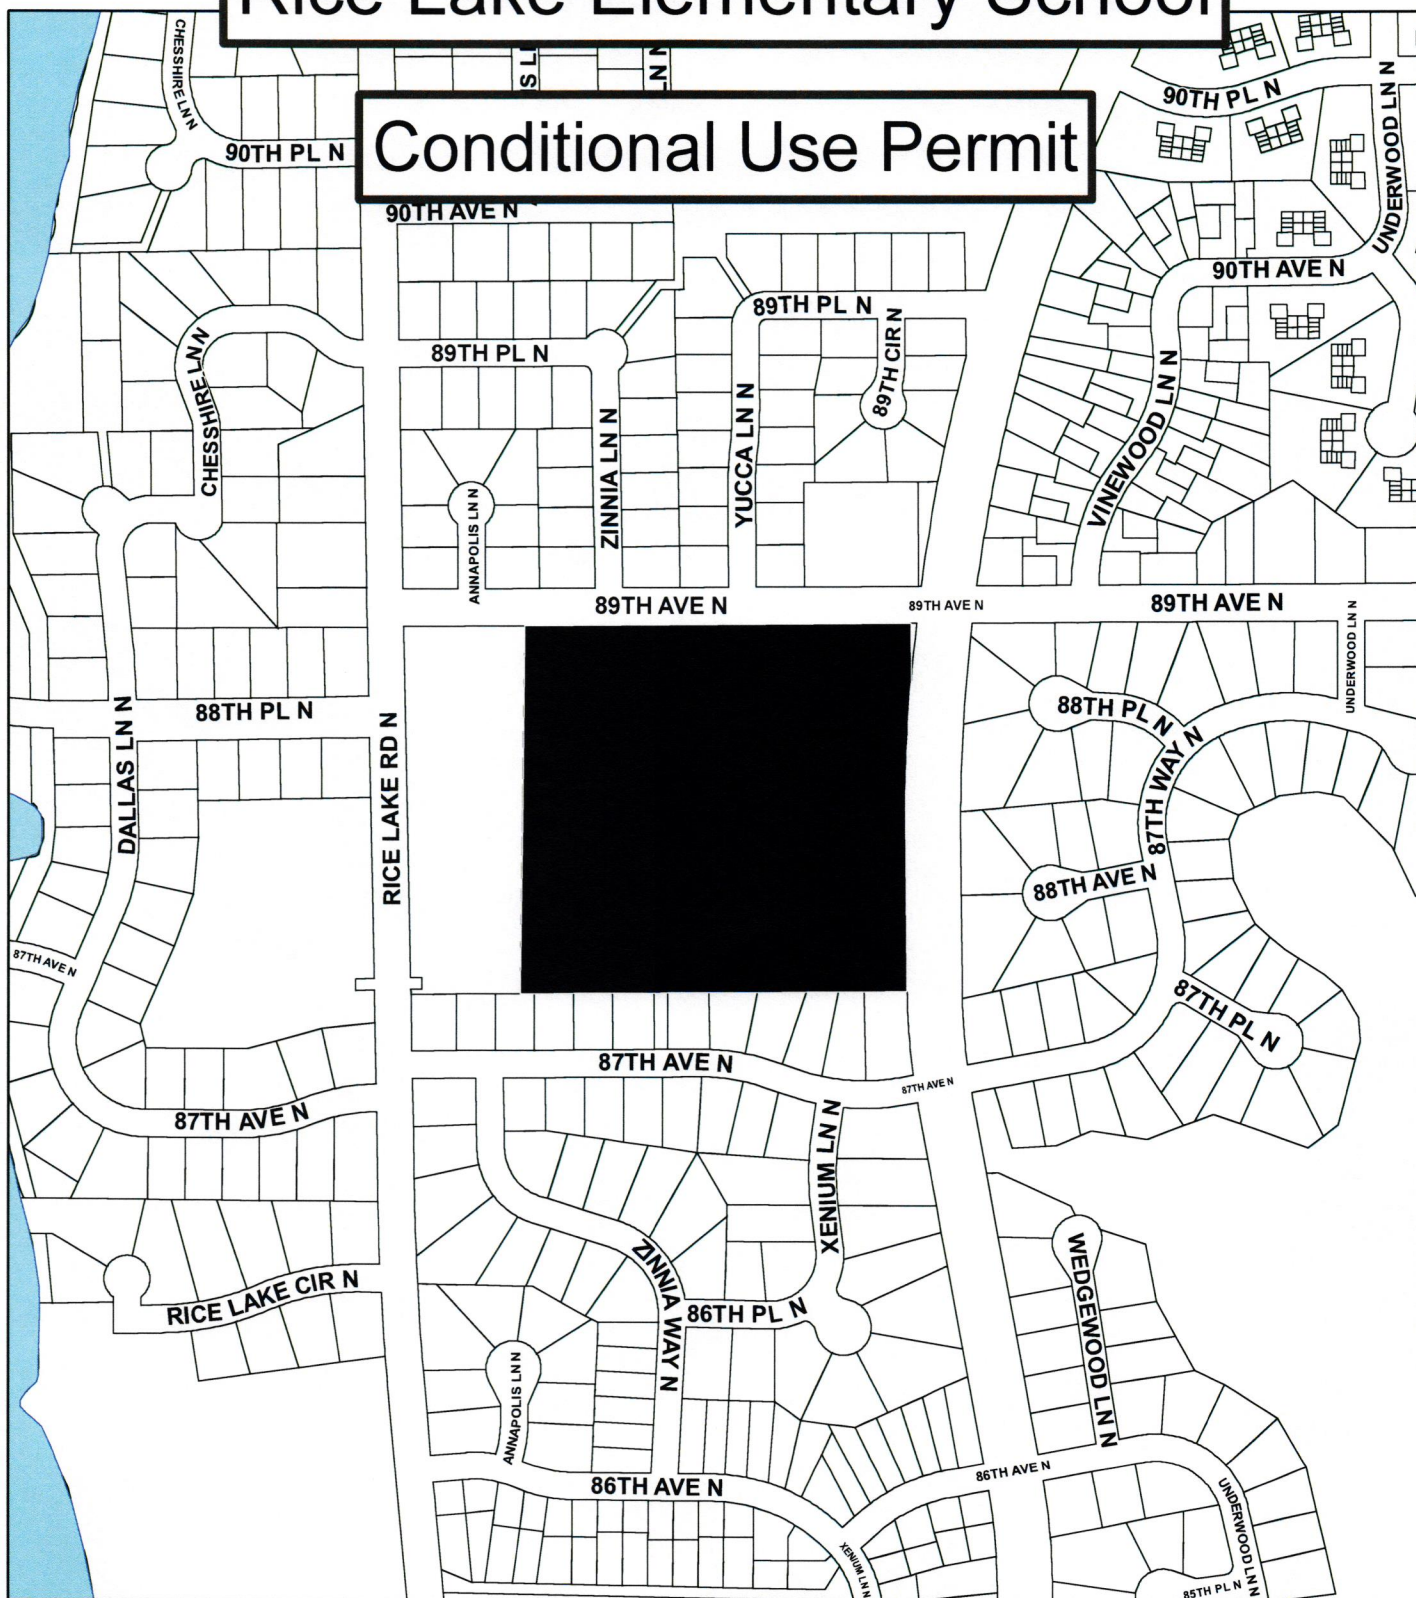 Rice Lake Elementary School
Conditional Use Permit
CHESSHIRE LN N
LN N
90TH PL N
90TH PL N
UNDERWOOD LN N
90TH AVE N
90TH AVE N
89TH PL N
89TH CIR N
89TH PL N
CHESSHIRE LN N
VINEWOOD LN N
ZINNIA LN N
YUCCA LN N
ANNAPOLIS LN N
89TH AVE N
89TH AVE N
89TH AVE N
UNDERWOOD LN N
88TH PL N
88TH PL N
DALLAS LN N
RICE LAKE RD N
87TH WAY N
88TH AVE N
87TH AVE N
87TH PL N
87TH AVE N
87TH AVE N
87TH AVE N
XENIUM LN N
ZINNIA WAY N
WEDGEWOOD LN N
RICE LAKE CIR N
86TH PL N
ANNAPOLIS LN N
86TH AVE N
86TH AVE N
UNDERWOOD LN N
XENIUM LN N
85TH PL N